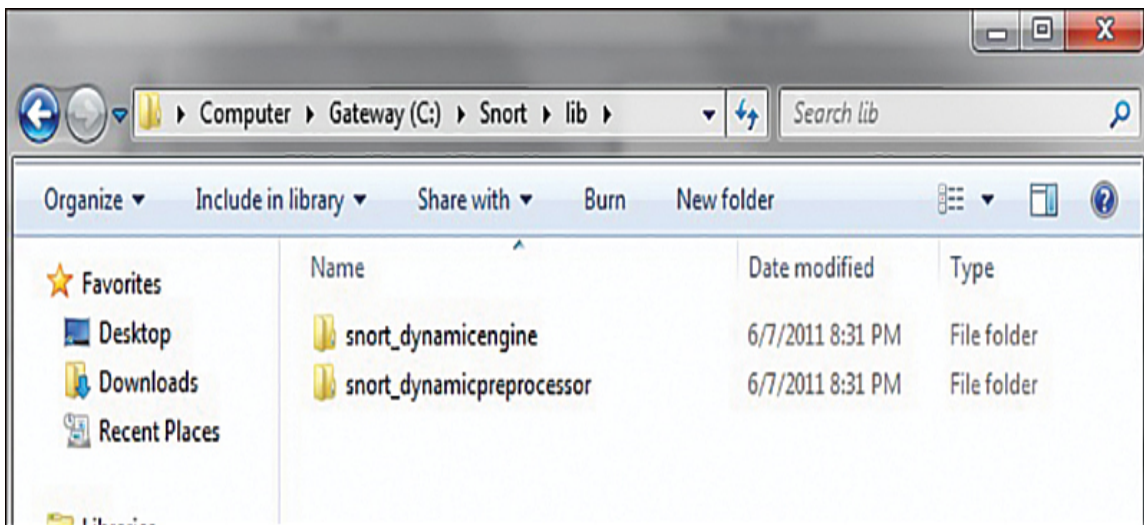 Computer Gateway (C:) Snort lib Search lib
Organize Include in library Share with Burn New folder
Name Date modified Type
Favorites
Desktop snort_dynamicengine 6/7/2011 8:31 PM File folder
Downloads snort_dynamicpreprocessor 6/7/2011 8:31 PM File folder
Recent Places